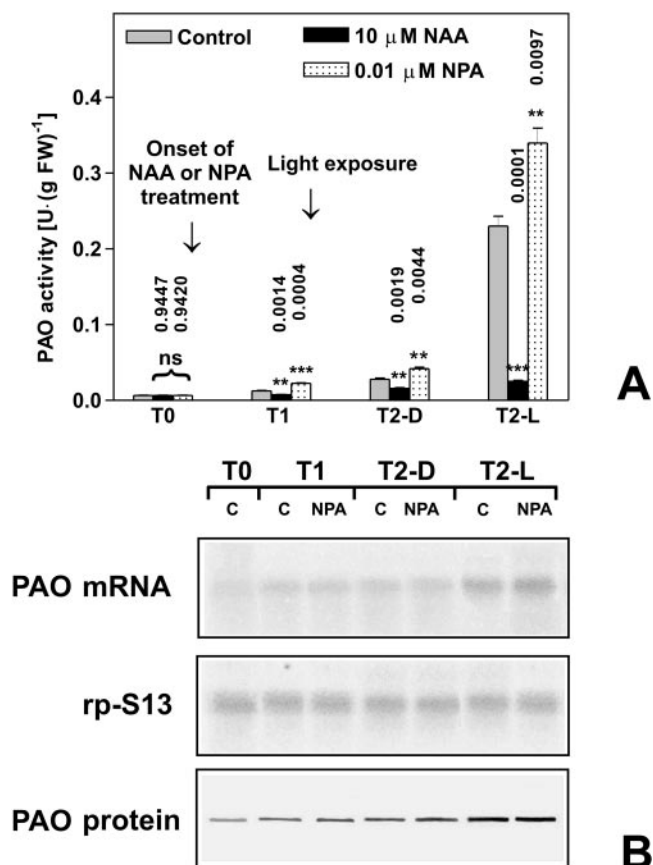 Control
10 μM NAA
0.01 μM NPA
0.0097
0.0001
**
0.4
0.3
0.2
0.1
0.0
PAO activity [U·(g FW)⁻¹]
Onset of
NAA or NPA
treatment
Light exposure
0.9447
0.9420
0.0014
0.0004
0.0019
0.0044
ns
** ***
** **
***
T0 T1 T2-D T2-L
A
T0 T1 T2-D T2-L
C C NPA C NPA C NPA
PAO mRNA
rp-S13
PAO protein
B